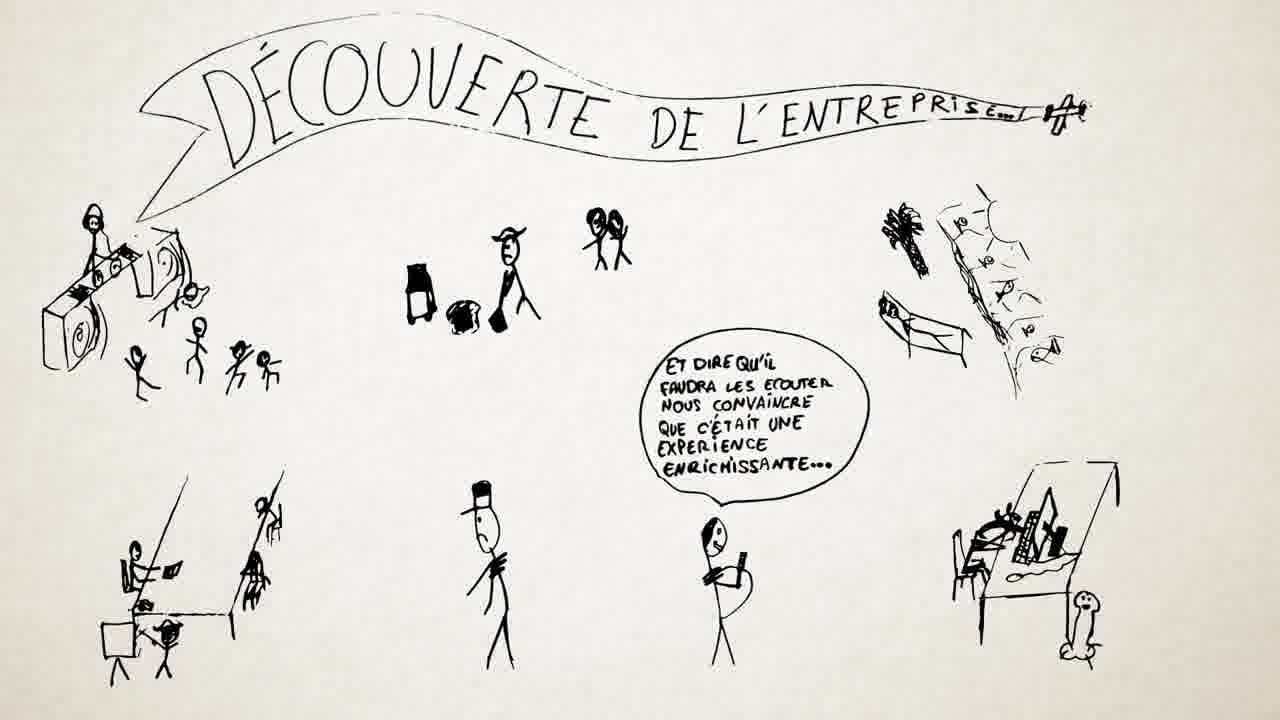 DÉCOUVERTE DE L'ENTREPRISE...
ET DIRE QU'IL
FAUDRA LES ECOUTER
NOUS CONVAINCRE
QUE C'ÉTAIT UNE
EXPERIENCE
ENRICHISSANTE...